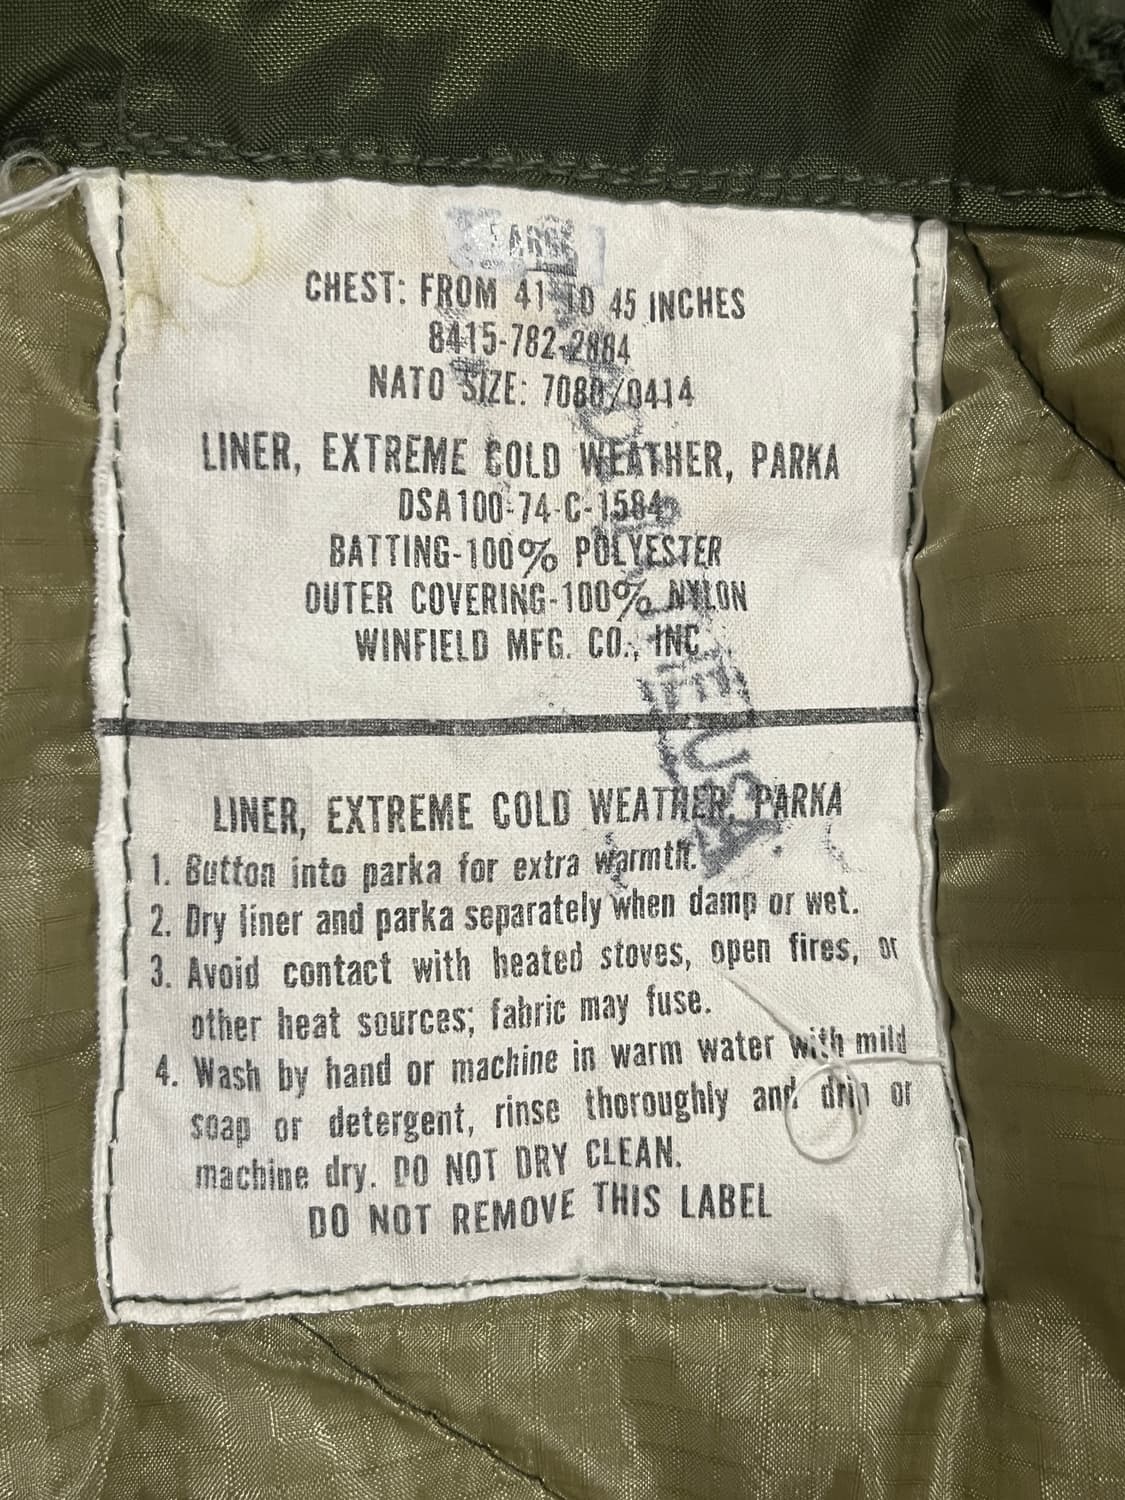 LARGE
CHEST: FROM 41 TO 45 INCHES
8415-782-2884
NATO SIZE: 7080/0414
LINER, EXTREME COLD WEATHER, PARKA
DSA100-74-C-1584
BATTING-100% POLYESTER
OUTER COVERING-100% NYLON
WINFIELD MFG. CO., INC.
LINER, EXTREME COLD WEATHER, PARKA
1. Button into parka for extra warmth.
2. Dry liner and parka separately when damp or wet.
3. Avoid contact with heated stoves, open fires, or
other heat sources; fabric may fuse.
4. Wash by hand or machine in warm water with mild
soap or detergent, rinse thoroughly and drip or
machine dry. DO NOT DRY CLEAN.
DO NOT REMOVE THIS LABEL